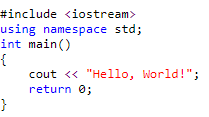 #include <iostream>
using namespace std;
int main()
{
    cout << "Hello, World!";
    return 0;
}